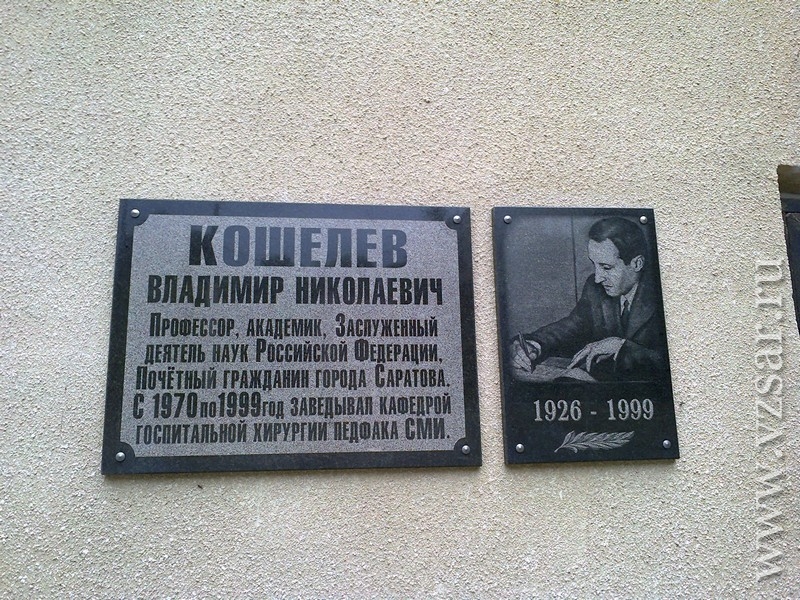 КОШЕЛЕВ
ВЛАДИМИР НИКОЛАЕВИЧ
ПРОФЕССОР, АКАДЕМИК, ЗАСЛУЖЕННЫЙ
ДЕЯТЕЛЬ НАУК РОССИЙСКОЙ ФЕДЕРАЦИИ,
ПОЧЁТНЫЙ ГРАЖДАНИН ГОРОДА САРАТОВА.
С 1970 ПО 1999 ГОД ЗАВЕДЫВАЛ КАФЕДРОЙ
ГОСПИТАЛЬНОЙ ХИРУРГИИ ПЕДФАКА СМИ.
1926 - 1999
www.vzsar.ru